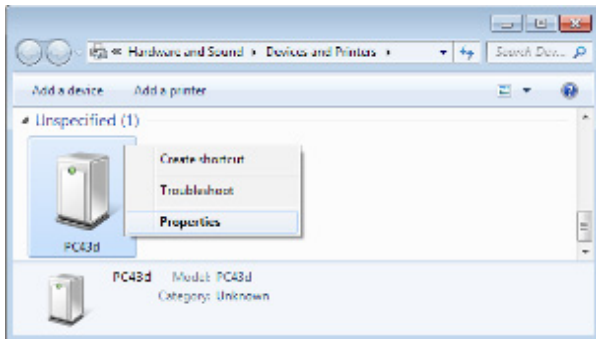 « Hardware and Sound ▸ Devices and Printers ▸
Search Dev...
Add a device Add a printer
Unspecified (1)
Create shortcut
Troubleshoot
Properties
PC43d
PC43d Model: PC43d
Category: Unknown